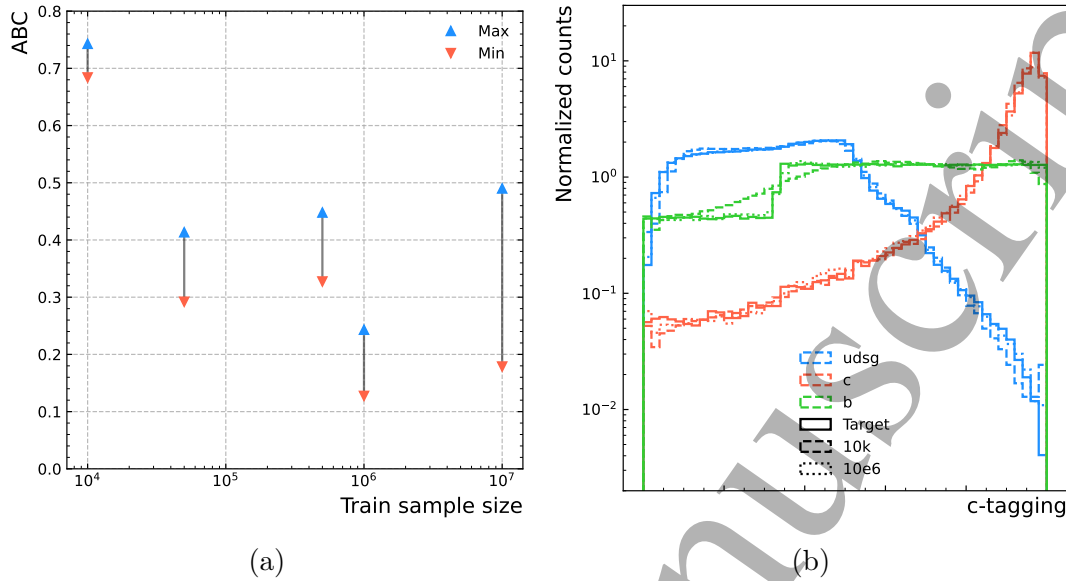 ABC
0.8
0.7
0.6
0.5
0.4
0.3
0.2
0.1
0.0
10⁴
10⁵
10⁶
10⁷
Train sample size
Max
Min
(a)
Normalized counts
10¹
10⁰
10⁻¹
10⁻²
udsg
c
b
Target
10k
10e6
c-tagging
(b)
nuscrip